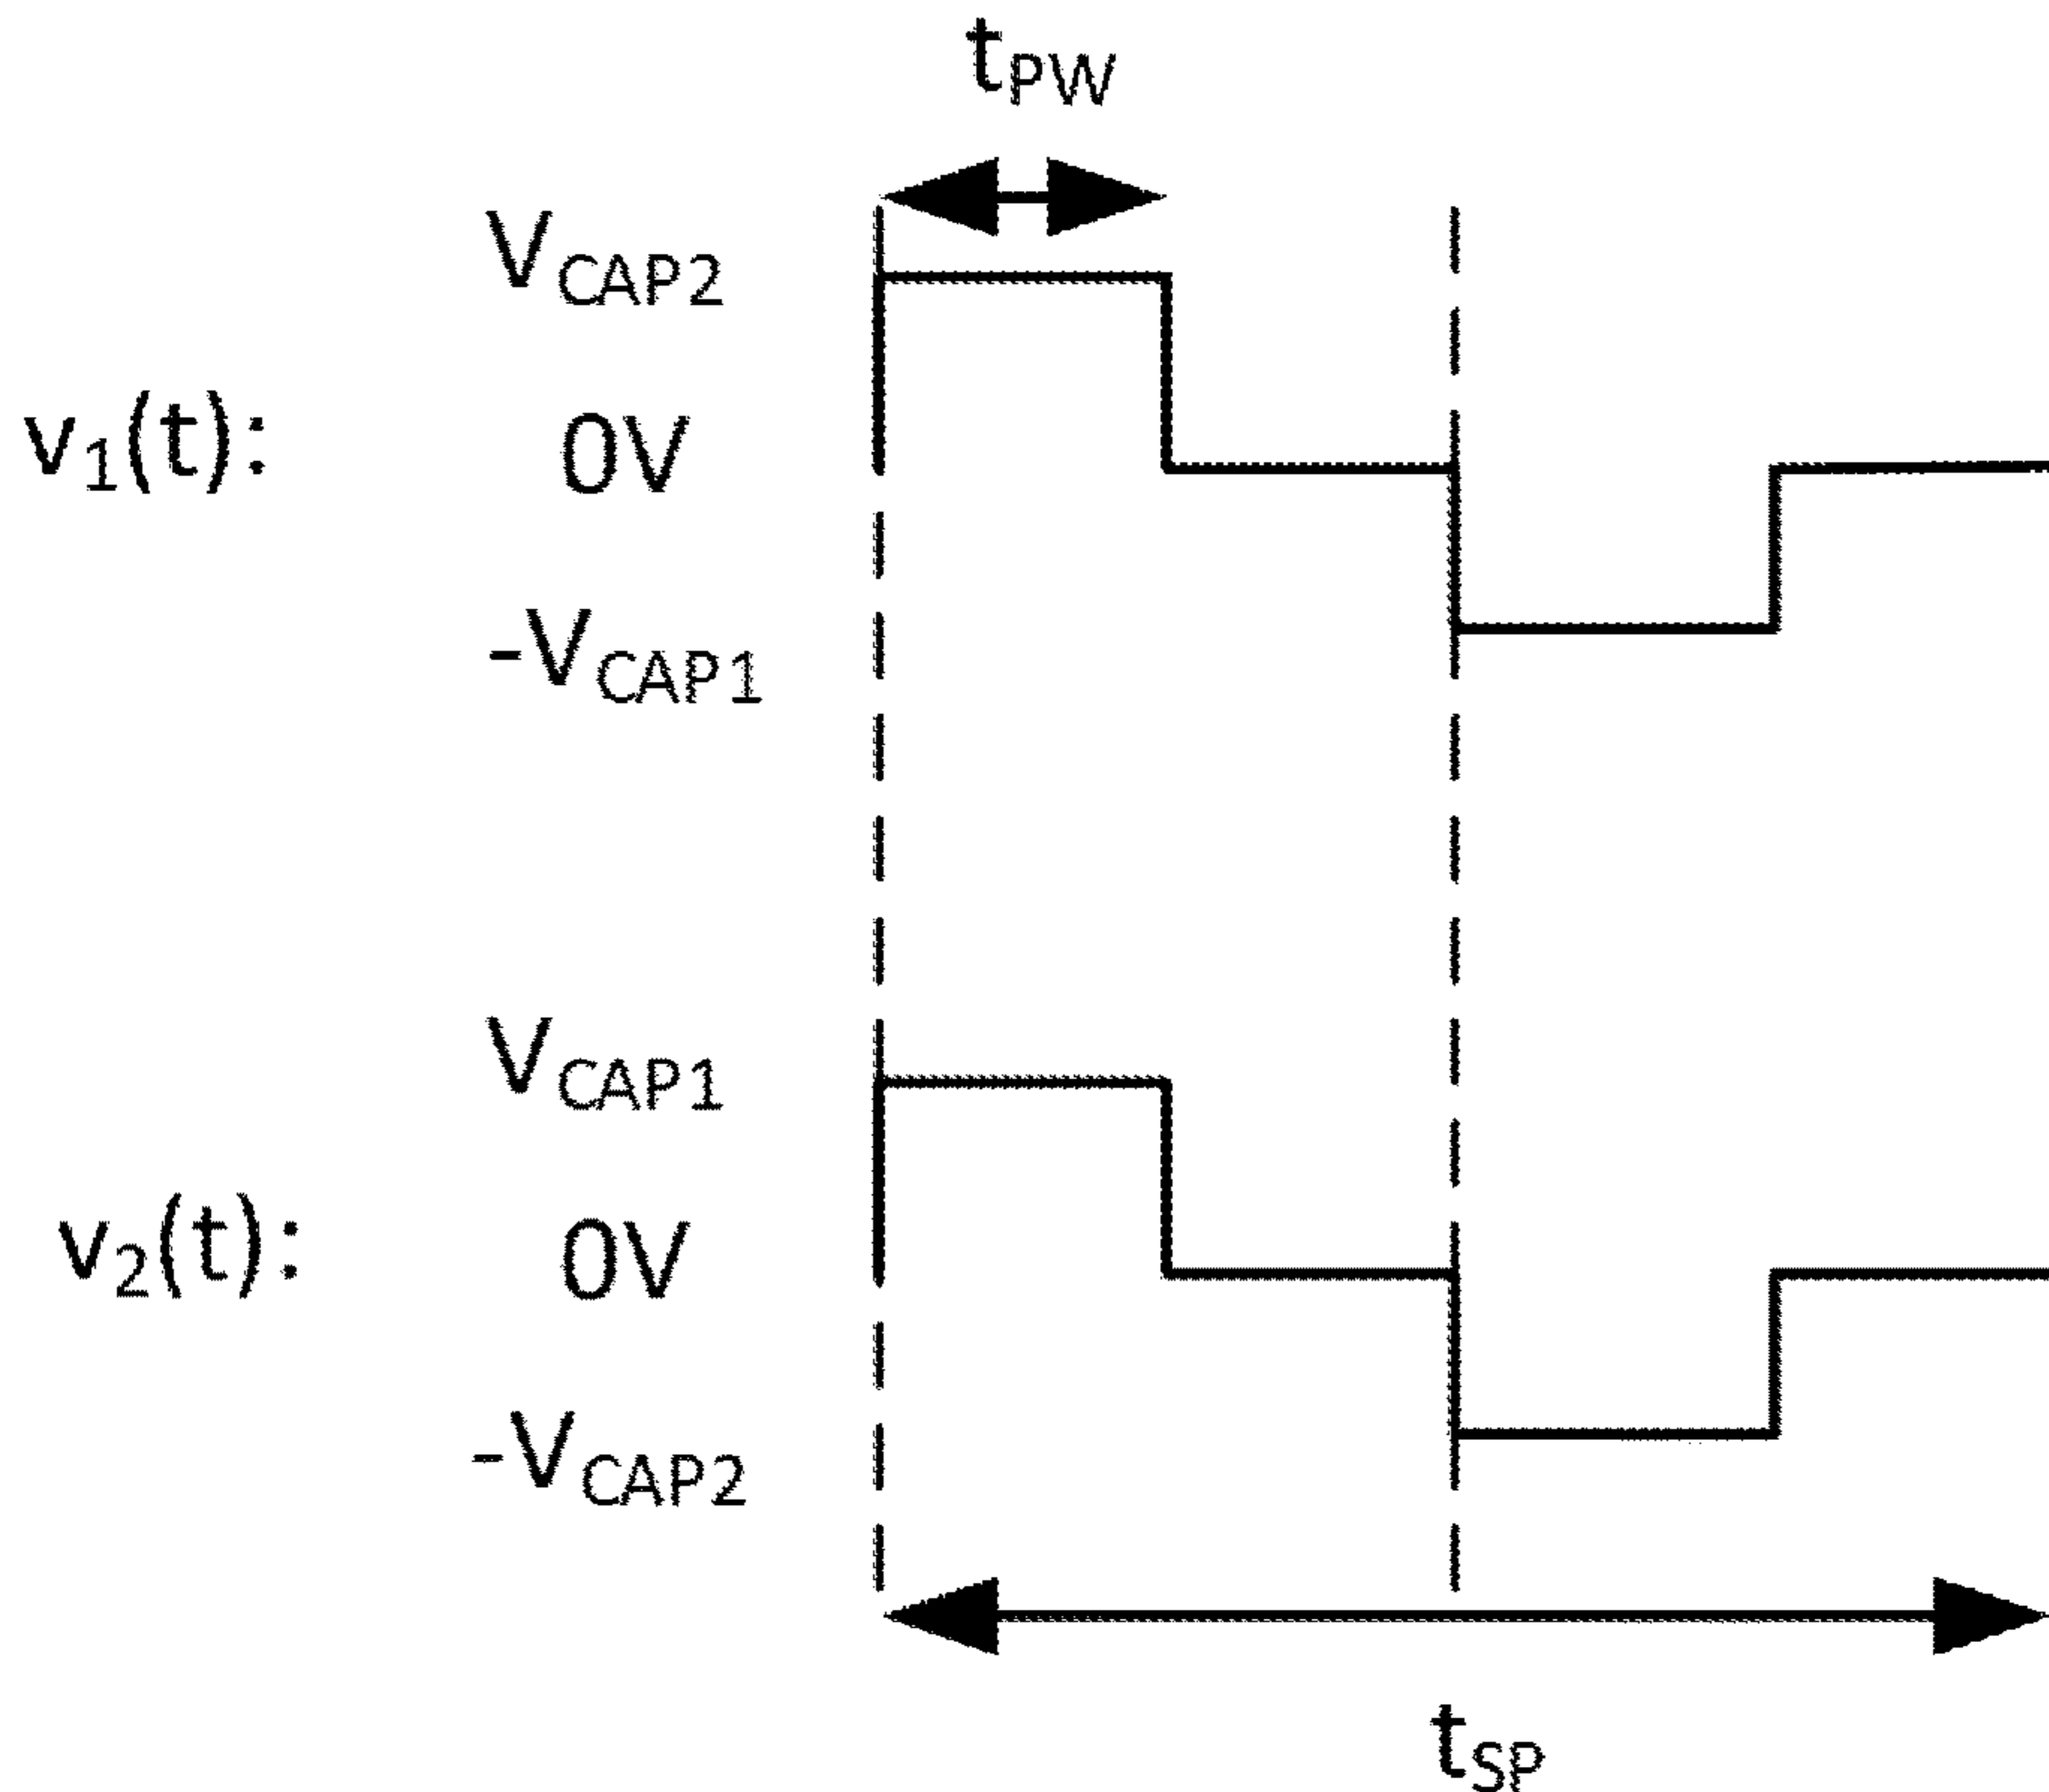 tPW
VCAP2
v1(t): 0V
-VCAP1
VCAP1
v2(t): 0V
-VCAP2
tSP